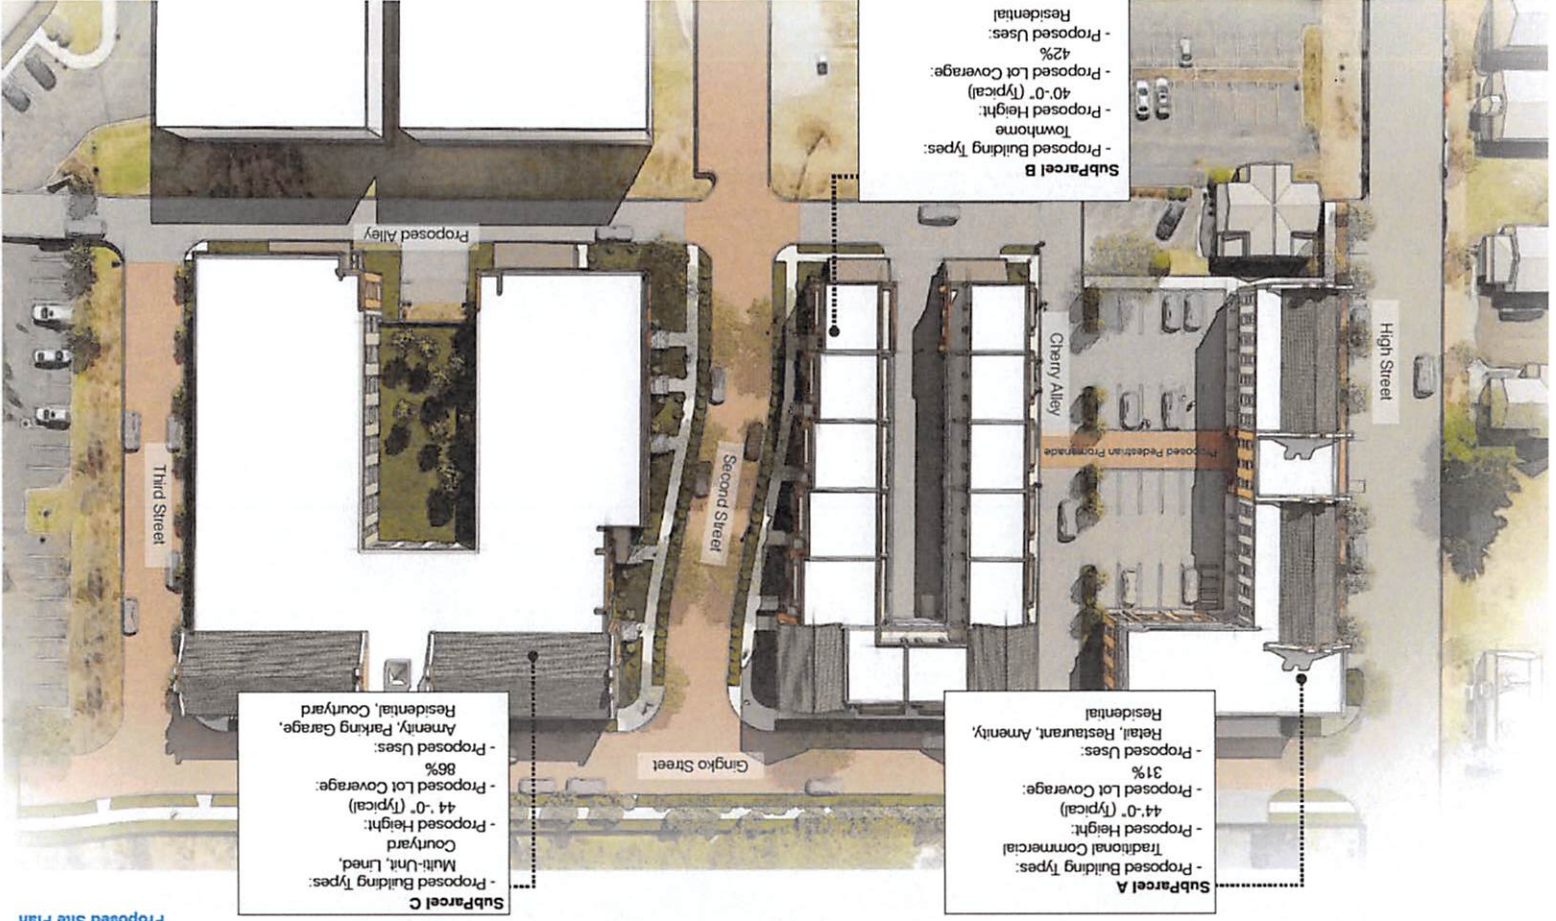 Proposed Site Plan
SubParcel A
- Proposed Building Types:
Traditional Commercial
- Proposed Height:
44'-0" (Typical)
- Proposed Lot Coverage:
31%
- Proposed Uses:
Retail, Restaurant, Amenity,
Residential
SubParcel C
- Proposed Building Types:
Multi-Unit, Lined,
Courtyard
- Proposed Height:
44 '-0" (Typical)
- Proposed Lot Coverage:
86%
- Proposed Uses:
Amenity, Parking Garage,
Residential, Courtyard
Gingko Street
High Street
Proposed Pedestrian Promenade
Cherry Alley
Second Street
Third Street
Proposed Alley
SubParcel B
- Proposed Building Types:
Townhome
- Proposed Height:
40'-0" (Typical)
- Proposed Lot Coverage:
42%
- Proposed Uses:
Residential